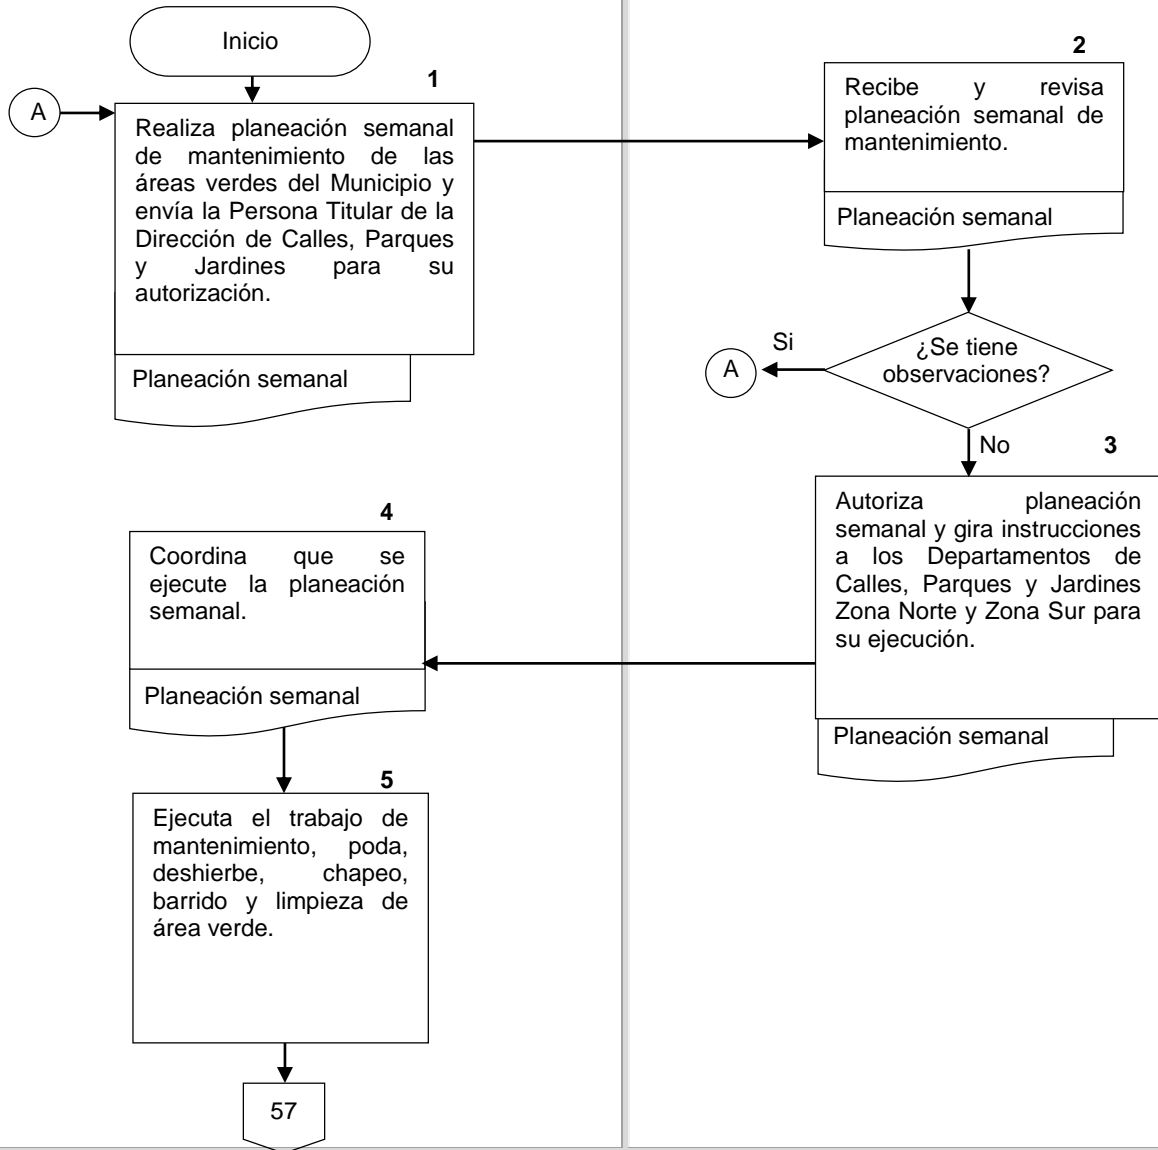 Inicio
A
1
Realiza planeación semanal
de mantenimiento de las
áreas verdes del Municipio y
envía la Persona Titular de la
Dirección de Calles, Parques
y Jardines para su
autorización.
Planeación semanal
2
Recibe y revisa
planeación semanal de
mantenimiento.
Planeación semanal
¿Se tiene
observaciones?
Si
A
No
3
Autoriza planeación
semanal y gira instrucciones
a los Departamentos de
Calles, Parques y Jardines
Zona Norte y Zona Sur para
su ejecución.
Planeación semanal
4
Coordina que se
ejecute la planeación
semanal.
Planeación semanal
5
Ejecuta el trabajo de
mantenimiento, poda,
deshierbe, chapeo,
barrido y limpieza de
área verde.
57